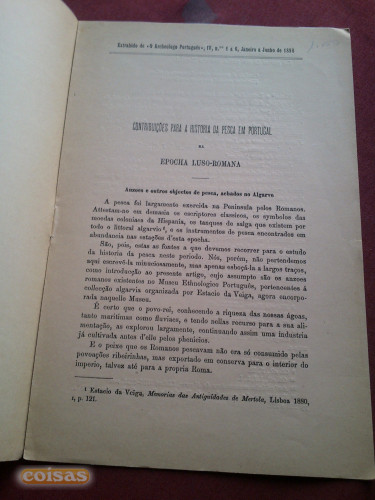 Extrahido de «O Archeologo Português», IV, n.os 4 a 6, Janeiro a Junho de 1898
CONTRIBUIÇÕES PARA A HISTORIA DA PESCA EM PORTUGAL
NA
EPOCHA LUSO-ROMANA
Anzoes e outros objectos de pesca, achados no Algarve
A pesca foi largamente exercida na Peninsula pelos Romanos.
Attestam-no em demasia os escriptores classicos, os symbolos das
moedas coloniaes da Hispania, os tanques de salga que existem por
todo o littoral algarvio¹, e os instrumentos de pesca encontrados em
abundancia nas estações d'esta epocha.
São, pois, estas as fontes a que devemos recorrer para o estudo
da historia da pesca neste periodo. Nós, porém, não pretendemos
aqui escrevê-la minuciosamente, mas apenas esboçá-la a largos traços,
como introducção ao presente artigo, cujo assumpto são os anzoes
romanos existentes no Museu Ethnologico Português, pertencentes á
collecção algarvia organizada por Estacio da Veiga, agora encorpo-
rada naquelle Museu.
É certo que o povo-rei, conhecendo a riqueza das nossas águas,
tanto maritimas como fluviaes, e tendo nellas recurso para a sua ali-
mentação, as explorou largamente, continuando assim uma industria
já cultivada antes d'elles pelos phenicios.
E o peixe que os Romanos pescavam não era só consumido pelas
povoações ribeirinhas, mas exportado em conserva para o interior do
imperio, talvez até para a propria Roma.
¹ Estacio da Veiga, Memorias das Antiguidades de Mertola, Lisboa 1880,
p. 121.
coisas